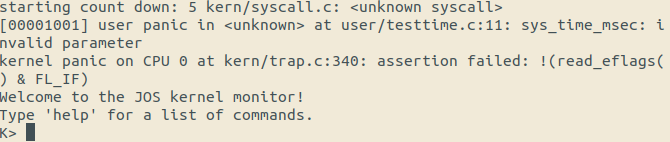 starting count down: 5 kern/syscall.c: <unknown syscall>
[00001001] user panic in <unknown> at user/testtime.c:11: sys_time_msec: i
nvalid parameter
kernel panic on CPU 0 at kern/trap.c:340: assertion failed: !(read_eflags(
) & FL_IF)
Welcome to the JOS kernel monitor!
Type 'help' for a list of commands.
K>